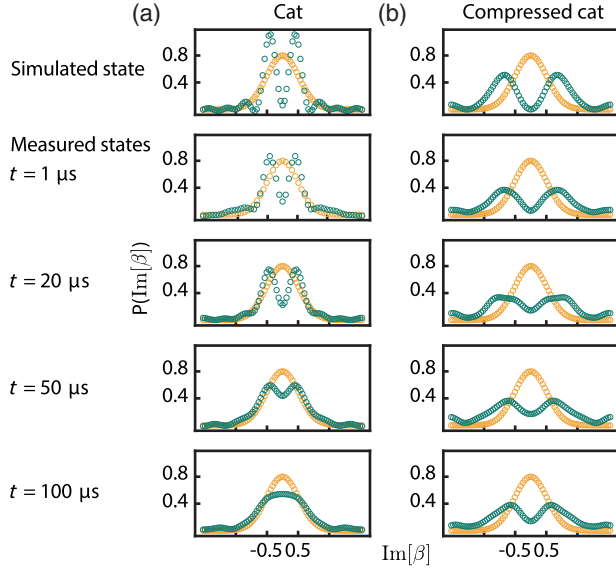 (a) Cat (b) Compressed cat
Simulated state 0.8 0.8
0.4 0.4
Measured states
t = 1 μs 0.8 0.8
0.4 0.4
P(Im[β])
t = 20 μs 0.8 0.8
0.4 0.4
t = 50 μs 0.8 0.8
0.4 0.4
t = 100 μs 0.8 0.8
0.4 0.4
-0.5 0.5 Im[β] -0.5 0.5